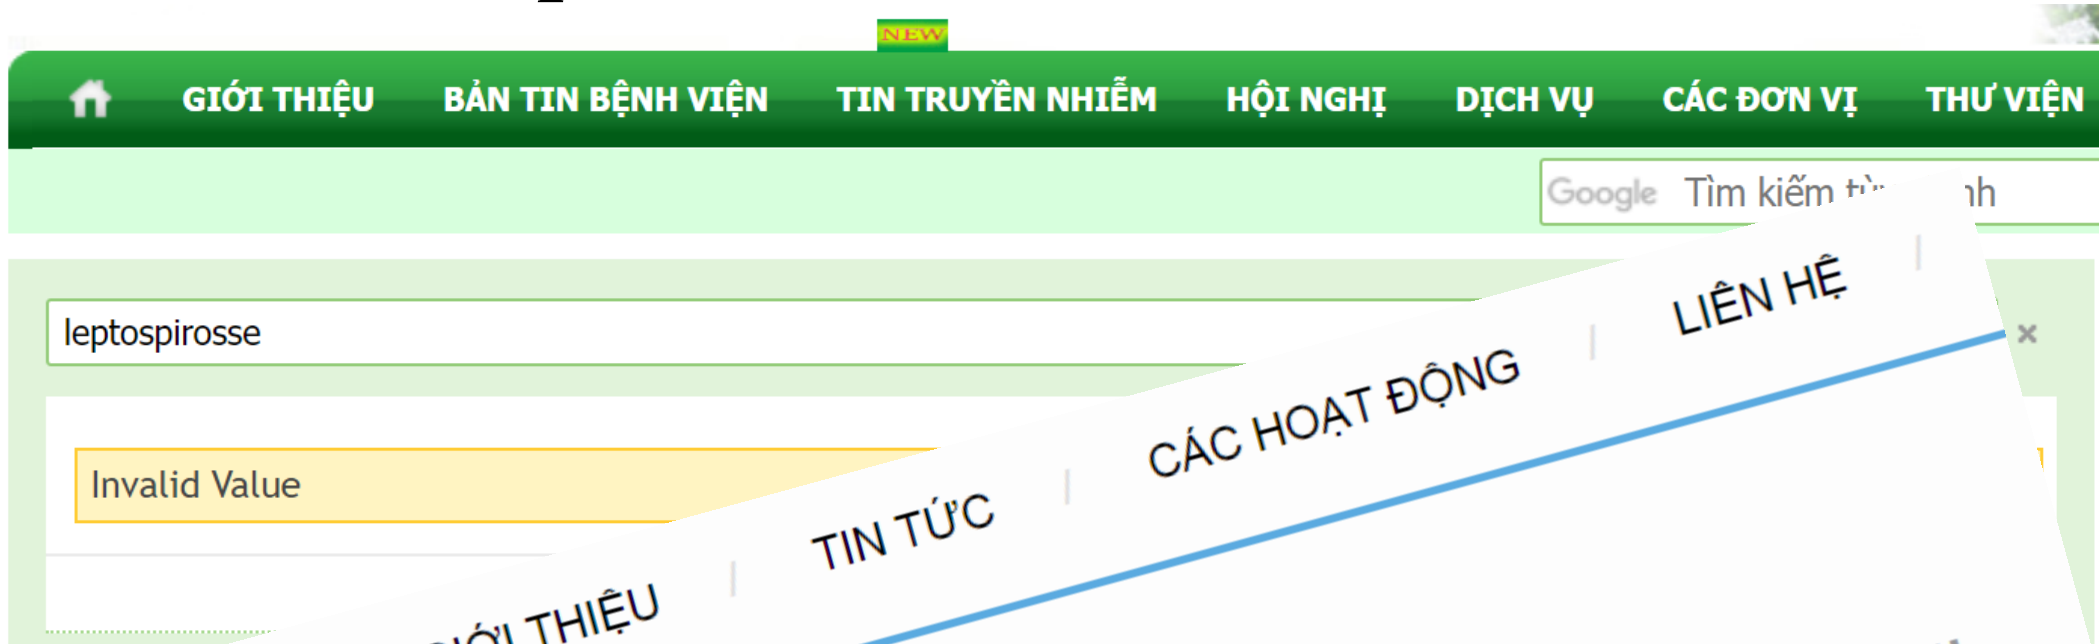 NEW
GIỚI THIỆU BẢN TIN BỆNH VIỆN TIN TRUYỀN NHIỄM HỘI NGHỊ DỊCH VỤ CÁC ĐƠN VỊ THƯ VIỆN
Google Tìm kiếm
leptospirosse
×
Invalid Value
GIỚI THIỆU | TIN TỨC | CÁC HOẠT ĐỘNG | LIÊN HỆ |